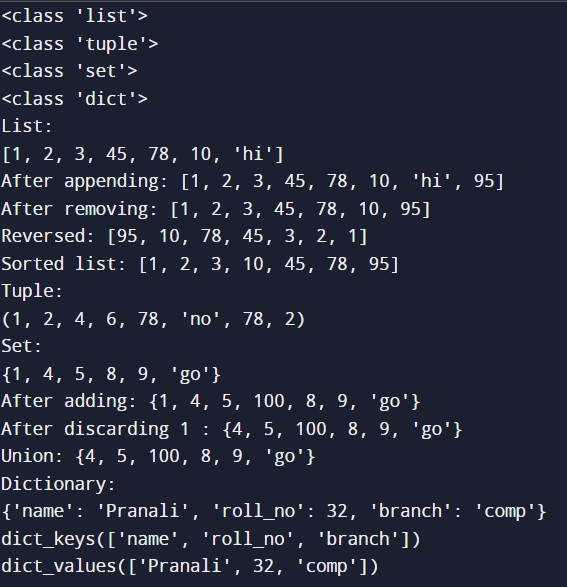 <class 'list'>
<class 'tuple'>
<class 'set'>
<class 'dict'>
List:
[1, 2, 3, 45, 78, 10, 'hi']
After appending: [1, 2, 3, 45, 78, 10, 'hi', 95]
After removing: [1, 2, 3, 45, 78, 10, 95]
Reversed: [95, 10, 78, 45, 3, 2, 1]
Sorted list: [1, 2, 3, 10, 45, 78, 95]
Tuple:
(1, 2, 4, 6, 78, 'no', 78, 2)
Set:
{1, 4, 5, 8, 9, 'go'}
After adding: {1, 4, 5, 100, 8, 9, 'go'}
After discarding 1 : {4, 5, 100, 8, 9, 'go'}
Union: {4, 5, 100, 8, 9, 'go'}
Dictionary:
{'name': 'Pranali', 'roll_no': 32, 'branch': 'comp'}
dict_keys(['name', 'roll_no', 'branch'])
dict_values(['Pranali', 32, 'comp'])